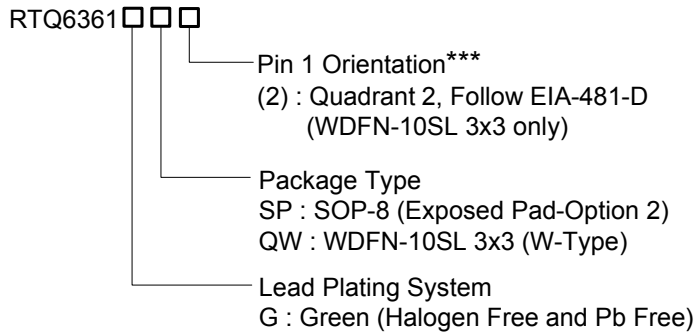 RTQ6361
Pin 1 Orientation***
(2) : Quadrant 2, Follow EIA-481-D
(WDFN-10SL 3x3 only)
Package Type
SP : SOP-8 (Exposed Pad-Option 2)
QW : WDFN-10SL 3x3 (W-Type)
Lead Plating System
G : Green (Halogen Free and Pb Free)